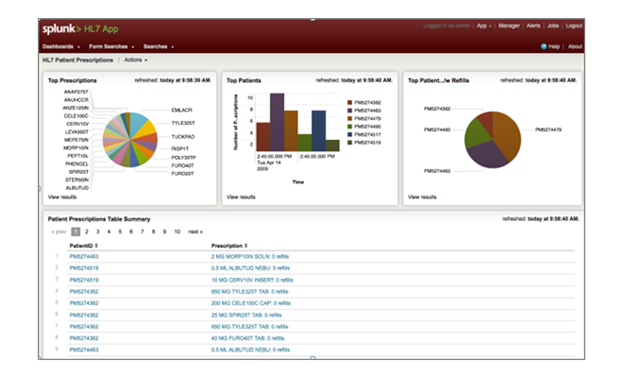 splunk> HL7 App
Logged in as admin | App | Manager | Alerts | Jobs | Logout
Dashboards Form Searches Searches
Help | About
HL7 Patient Prescriptions | Actions
Top Prescriptions refreshed: today at 9:58:39 AM.
ANAP275T
ANUHCCR
ANZE125IN
CELE100C
CERV10V
LEVA500T
MEPE75IN
MORP10IN
PEPT10L
PHENGEL
SPIR25T
STER50IN
ALBUTUD
EMLACR
TYLE325T
TUCKPAD
RISP1T
POLY33TP
FURO40T
FURO20T
View results
Top Patients refreshed: today at 9:58:40 AM.
Number of P...scriptions
10
8
6
4
2
2:45:00.000 PM
Tue Apr 14
2009
2:45:00.500 PM
Time
PM5274362
PM5274463
PM5274479
PM5274490
PM5274517
PM5274519
View results
Top Patient.../w Refills refreshed: today at 9:58:40 AM.
PM5274362
PM5274490
PM5274479
PM5274463
View results
Patient Prescriptions Table Summary refreshed: today at 9:58:40 AM.
« prev 1 2 3 4 5 6 7 8 9 10 next »
PatientID Prescription
1 PM5274463 2 MG MORP10IN SOLN: 0 refills
2 PM5274519 0.5 ML ALBUTUD NEBU: 0 refills
3 PM5274519 10 MG CERV10V INSERT: 0 refills
4 PM5274362 650 MG TYLE325T TAB: 0 refills
5 PM5274362 200 MG CELE100C CAP: 0 refills
6 PM5274362 25 MG SPIR25T TAB: 0 refills
7 PM5274362 650 MG TYLE325T TAB: 0 refills
8 PM5274362 40 MG FURO40T TAB: 0 refills
9 PM5274463 0.5 ML ALBUTUD NEBU: 0 refills